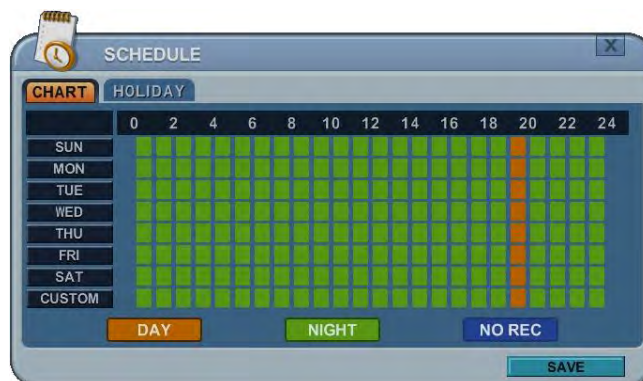 SCHEDULE
X
CHART HOLIDAY
0 2 4 6 8 10 12 14 16 18 20 22 24
SUN
MON
TUE
WED
THU
FRI
SAT
CUSTOM
DAY NIGHT NO REC
SAVE